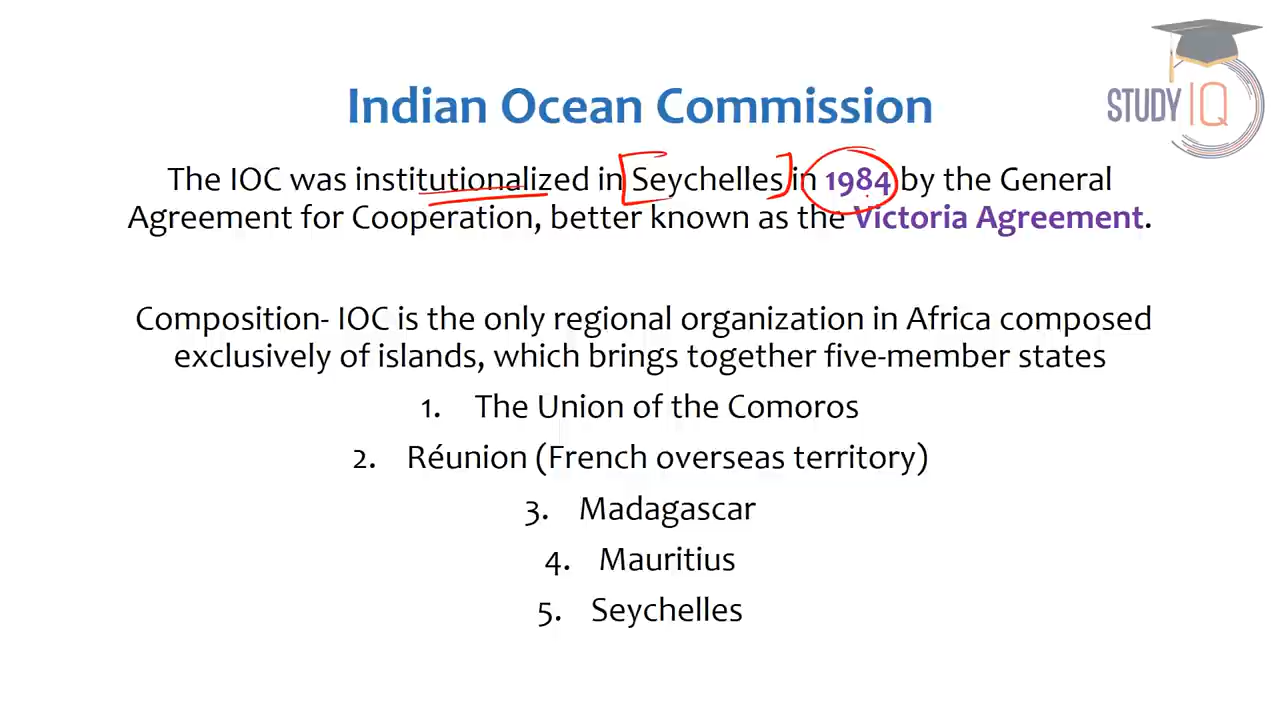 STUDY IQ
Indian Ocean Commission
The IOC was institutionalized in Seychelles in 1984 by the General
Agreement for Cooperation, better known as the Victoria Agreement.
Composition- IOC is the only regional organization in Africa composed
exclusively of islands, which brings together five-member states
1. The Union of the Comoros
2. Réunion (French overseas territory)
3. Madagascar
4. Mauritius
5. Seychelles